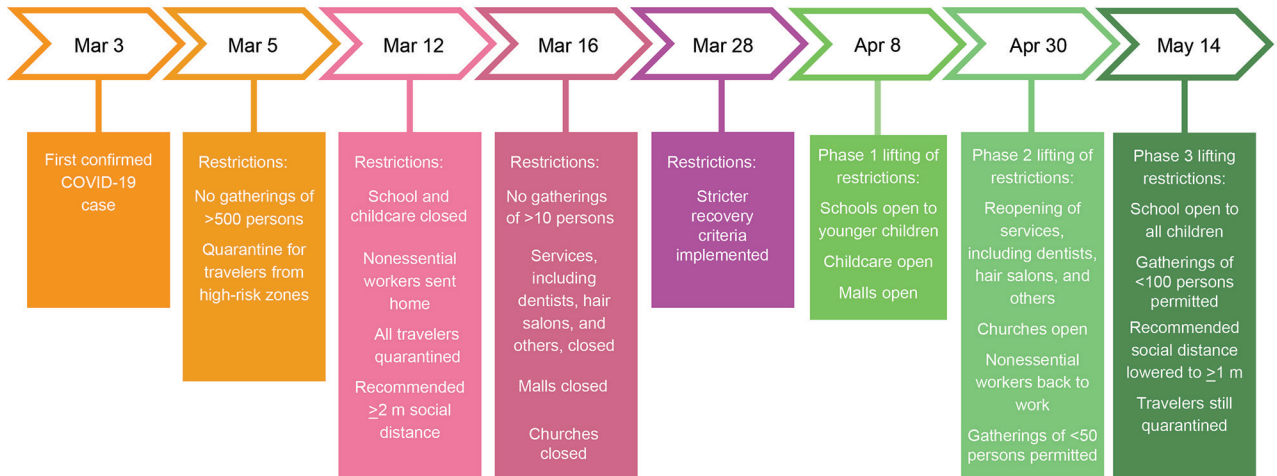 Mar 3
First confirmed
COVID-19
case
Mar 5
Restrictions:
No gatherings of
>500 persons
Quarantine for
travelers from
high-risk zones
Mar 12
Restrictions:
School and
childcare closed
Nonessential
workers sent
home
All travelers
quarantined
Recommended
≥2 m social
distance
Mar 16
Restrictions:
No gatherings
of >10 persons
Services,
including
dentists, hair
salons, and
others, closed
Malls closed
Churches
closed
Mar 28
Restrictions:
Stricter
recovery
criteria
implemented
Apr 8
Phase 1 lifting of
restrictions:
Schools open to
younger children
Childcare open
Malls open
Apr 30
Phase 2 lifting of
restrictions:
Reopening of
services,
including dentists,
hair salons, and
others
Churches open
Nonessential
workers back to
work
Gatherings of <50
persons permitted
May 14
Phase 3 lifting
restrictions:
School open to
all children
Gatherings of
<100 persons
permitted
Recommended
social distance
lowered to ≥1 m
Travelers still
quarantined